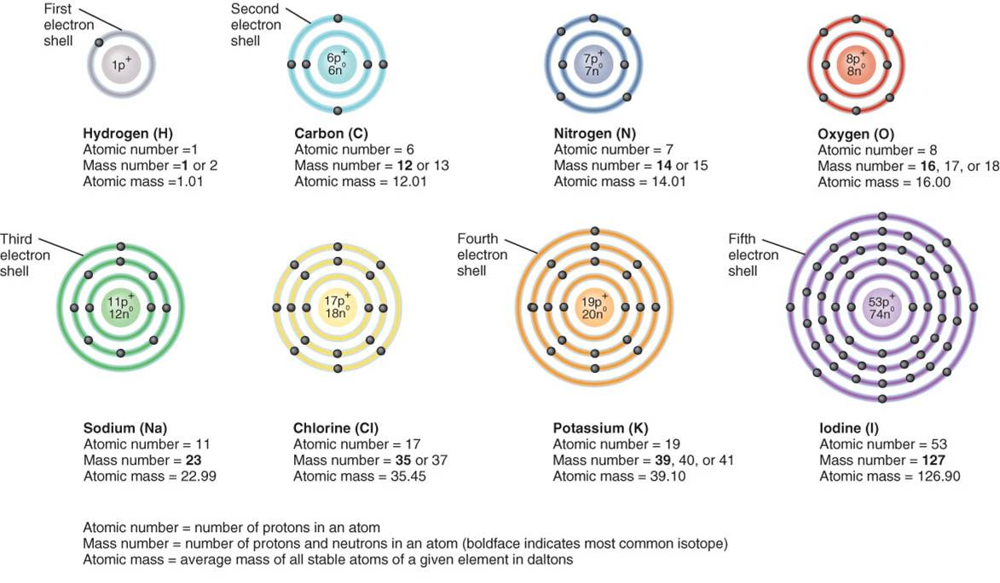 First
electron
shell
1p+
Second
electron
shell
6p+
6n0
7p+
7n0
8p+
8n0
Hydrogen (H)
Atomic number =1
Mass number =1 or 2
Atomic mass =1.01
Carbon (C)
Atomic number = 6
Mass number = 12 or 13
Atomic mass = 12.01
Nitrogen (N)
Atomic number = 7
Mass number = 14 or 15
Atomic mass = 14.01
Oxygen (O)
Atomic number = 8
Mass number = 16, 17, or 18
Atomic mass = 16.00
Third
electron
shell
11p+
12n0
17p+
18n0
Fourth
electron
shell
19p+
20n0
Fifth
electron
shell
53p+
74n0
Sodium (Na)
Atomic number = 11
Mass number = 23
Atomic mass = 22.99
Chlorine (Cl)
Atomic number = 17
Mass number = 35 or 37
Atomic mass = 35.45
Potassium (K)
Atomic number = 19
Mass number = 39, 40, or 41
Atomic mass = 39.10
Iodine (I)
Atomic number = 53
Mass number = 127
Atomic mass = 126.90
Atomic number = number of protons in an atom
Mass number = number of protons and neutrons in an atom (boldface indicates most common isotope)
Atomic mass = average mass of all stable atoms of a given element in daltons